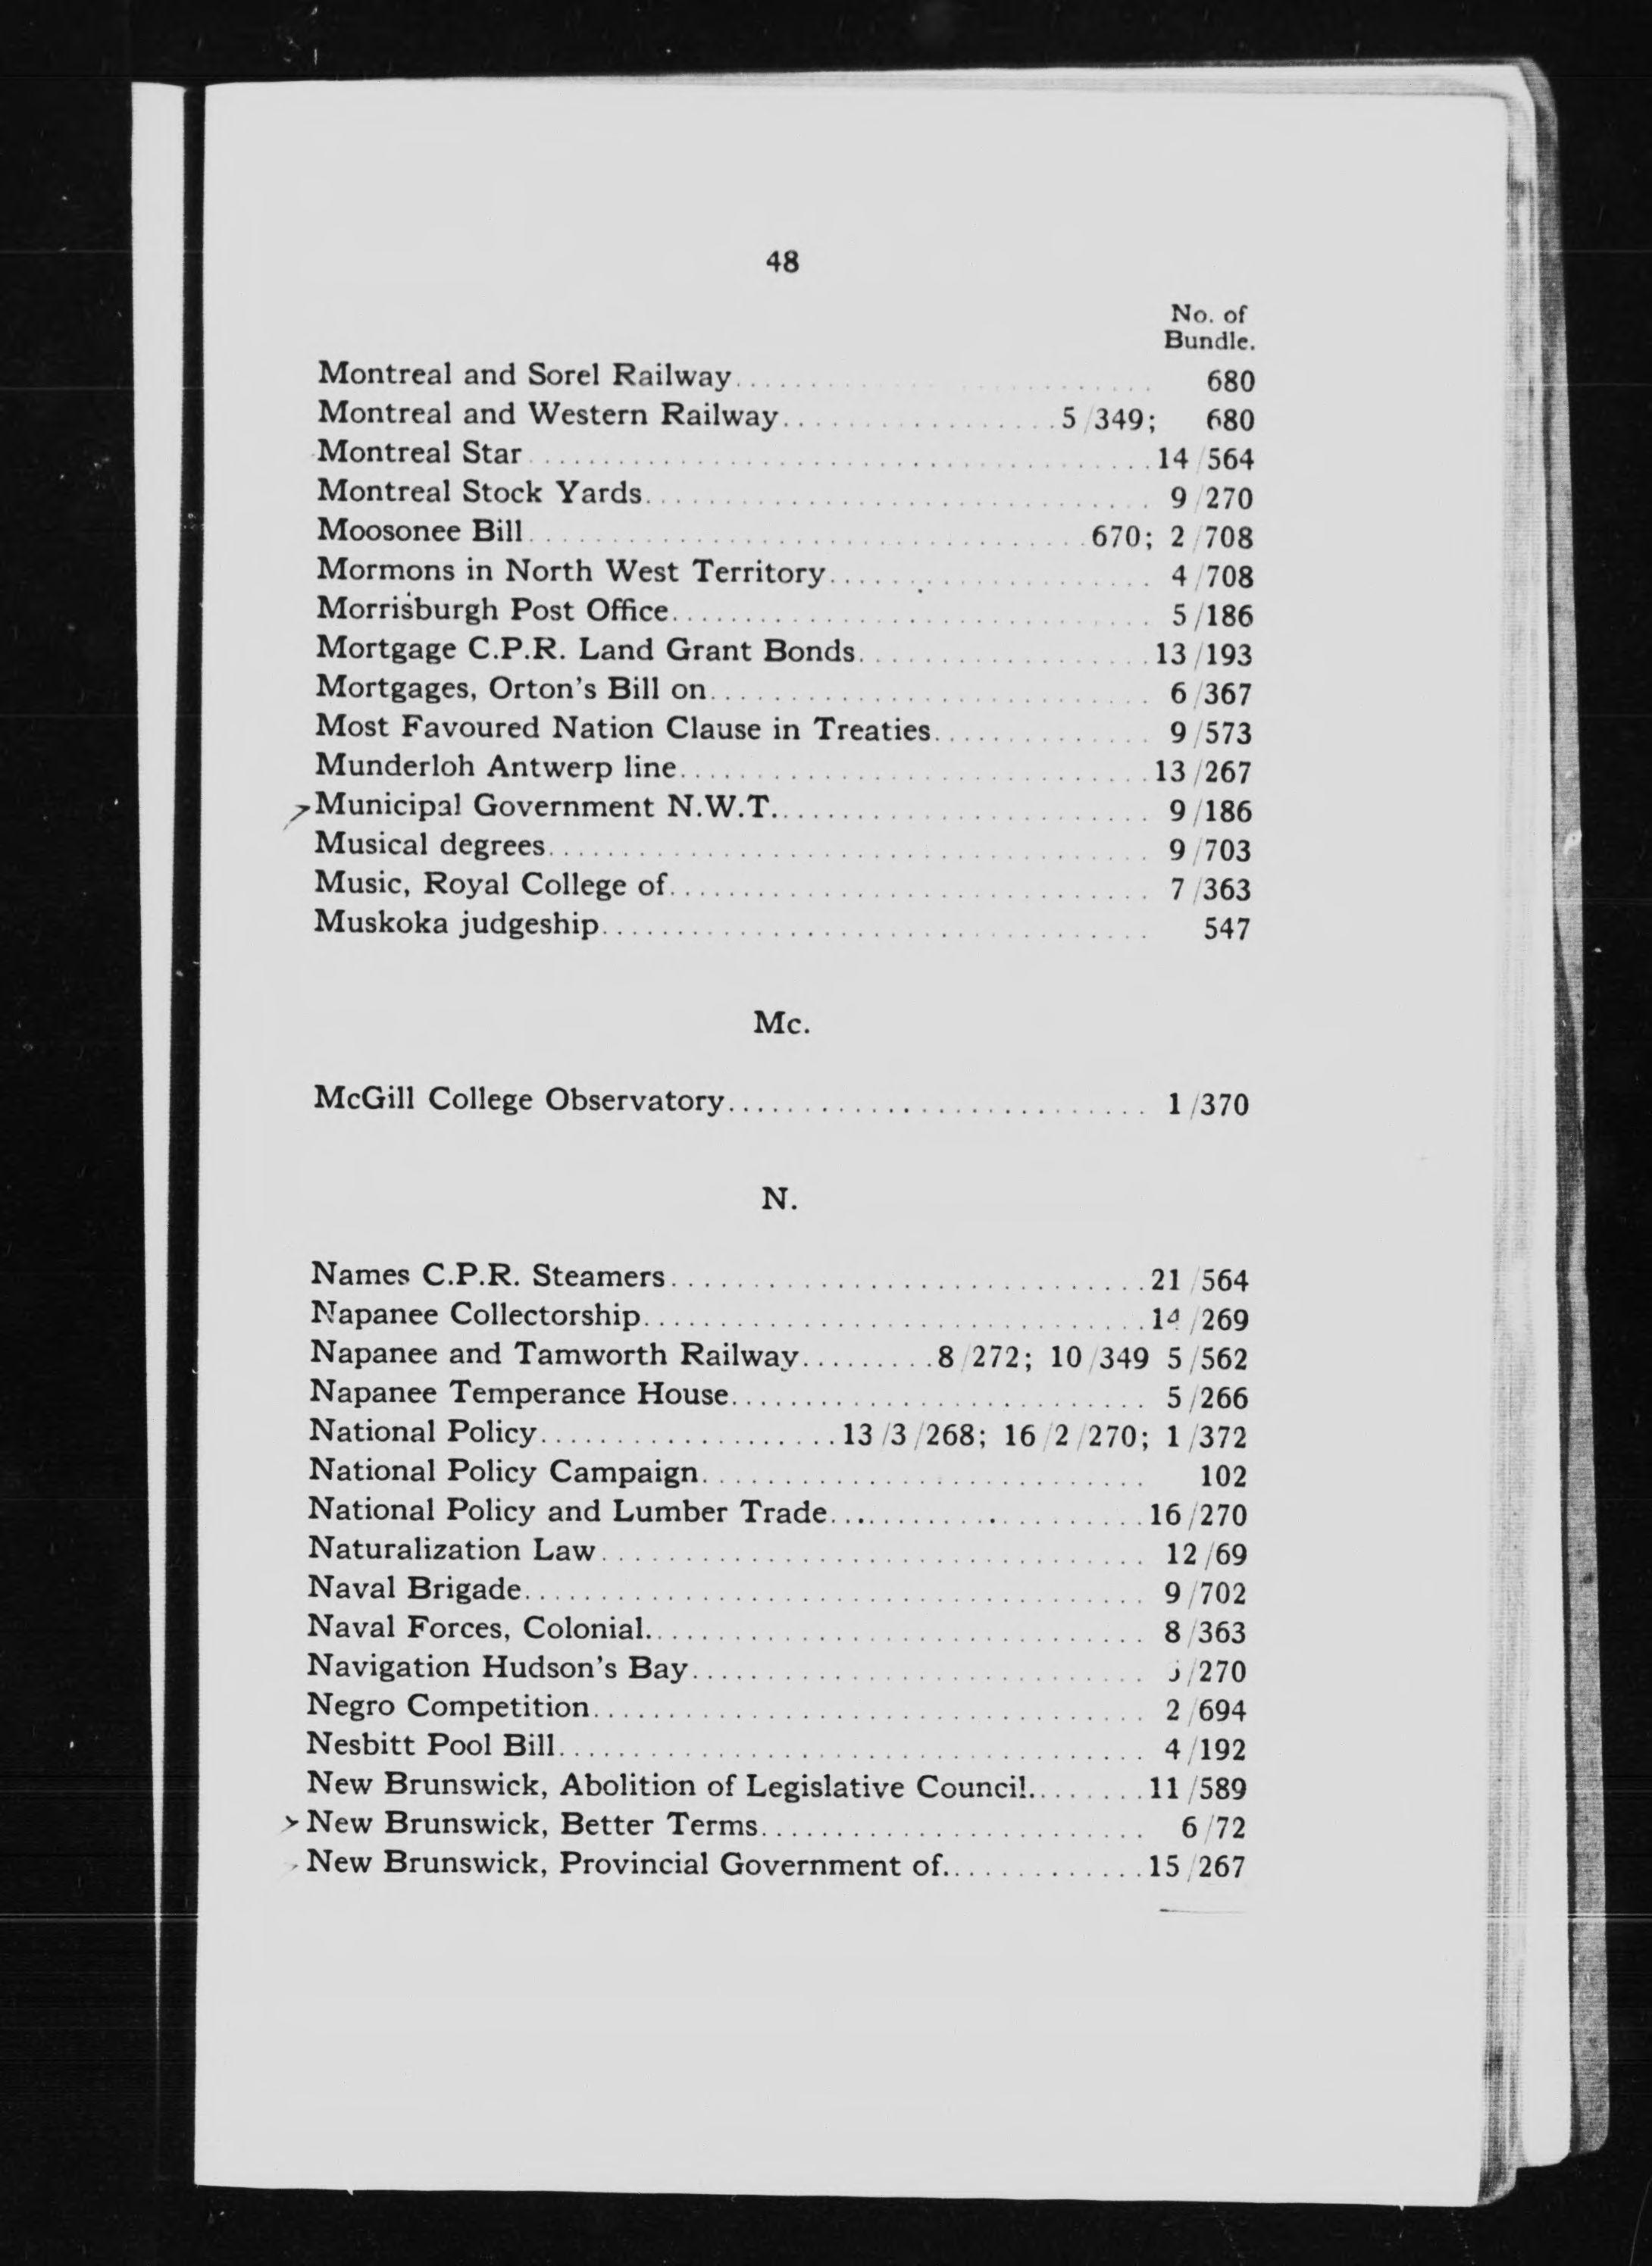 48
No. of
Bundle.
Montreal and Sorel Railway........ 680
Montreal and Western Railway........ 5/349; 680
Montreal Star........ 14/564
Montreal Stock Yards........ 9/270
Moosonee Bill........ 670; 2/708
Mormons in North West Territory........ 4/708
Morrisburgh Post Office........ 5/186
Mortgage C.P.R. Land Grant Bonds........ 13/193
Mortgages, Orton's Bill on........ 6/367
Most Favoured Nation Clause in Treaties........ 9/573
Munderloh Antwerp line........ 13/267
Municipal Government N.W.T........ 9/186
Musical degrees........ 9/703
Music, Royal College of........ 7/363
Muskoka judgeship........ 547
Mc.
McGill College Observatory........ 1/370
N.
Names C.P.R. Steamers........ 21/564
Napanee Collectorship........ 14/269
Napanee and Tamworth Railway........ 8/272; 10/349 5/562
Napanee Temperance House........ 5/266
National Policy........ 13/3/268; 16/2/270; 1/372
National Policy Campaign........ 102
National Policy and Lumber Trade........ 16/270
Naturalization Law........ 12/69
Naval Brigade........ 9/702
Naval Forces, Colonial........ 8/363
Navigation Hudson's Bay........ /270
Negro Competition........ 2/694
Nesbitt Pool Bill........ 4/192
New Brunswick, Abolition of Legislative Council........ 11/589
New Brunswick, Better Terms........ 6/72
New Brunswick, Provincial Government of........ 15/267